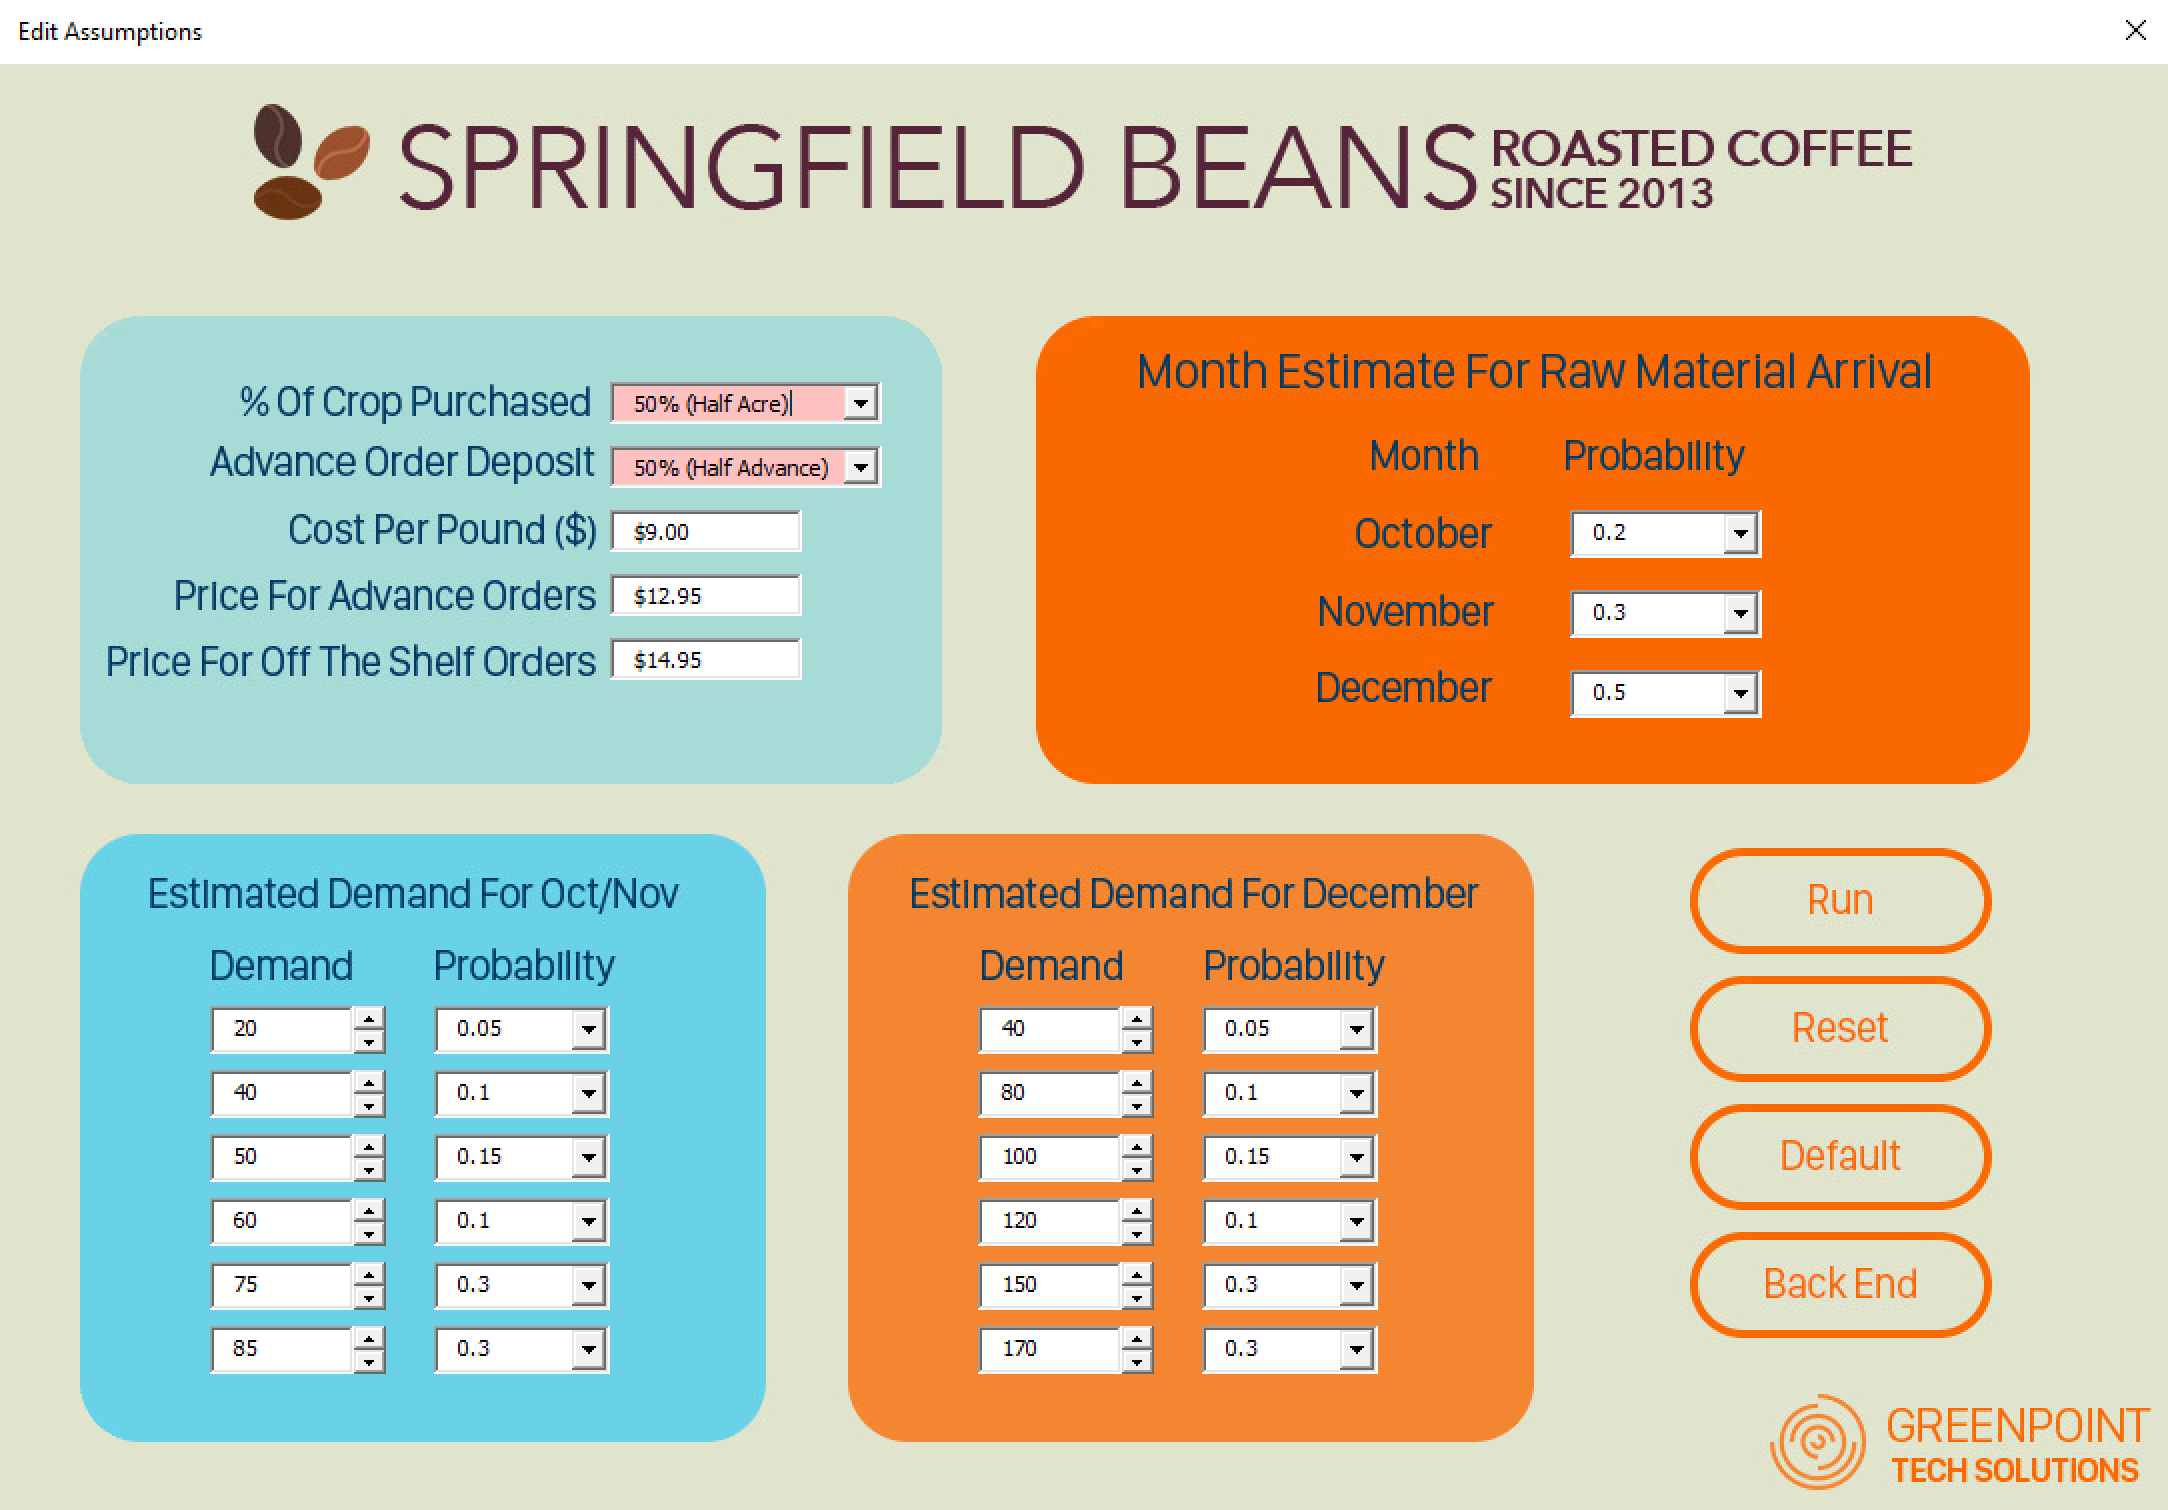 Edit Assumptions
SPRINGFIELD BEANS ROASTED COFFEE
SINCE 2013
% Of Crop Purchased 50% (Half Acre)
Advance Order Deposit 50% (Half Advance)
Cost Per Pound ($) $9.00
Price For Advance Orders $12.95
Price For Off The Shelf Orders $14.95
Month Estimate For Raw Material Arrival
Month Probability
October 0.2
November 0.3
December 0.5
Estimated Demand For Oct/Nov
Demand Probability
20 0.05
40 0.1
50 0.15
60 0.1
75 0.3
85 0.3
Estimated Demand For December
Demand Probability
40 0.05
80 0.1
100 0.15
120 0.1
150 0.3
170 0.3
Run
Reset
Default
Back End
GREENPOINT
TECH SOLUTIONS